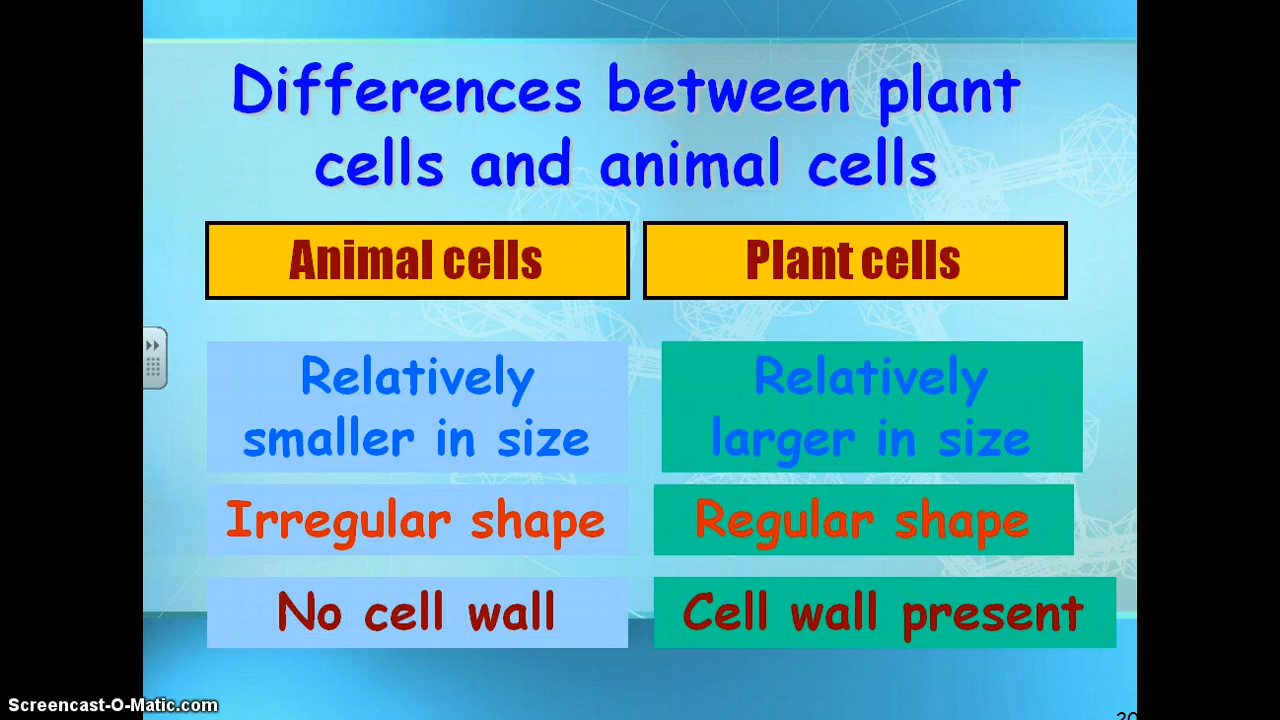 Differences between plant
cells and animal cells
Animal cells
Plant cells
Relatively
smaller in size
Relatively
larger in size
Irregular shape
Regular shape
No cell wall
Cell wall present
Screencast-O-Matic.com
20